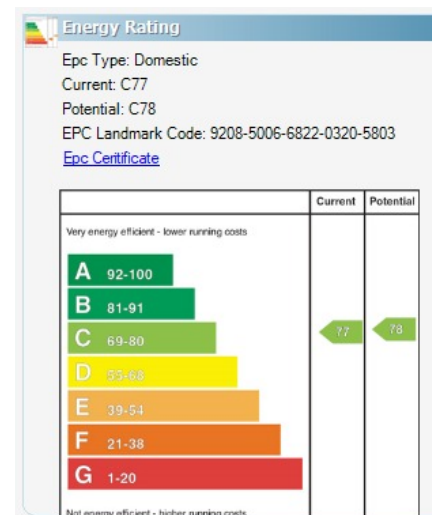 Energy Rating
Epc Type: Domestic
Current: C77
Potential: C78
EPC Landmark Code: 9208-5006-6822-0320-5803
Epc Ceritificate
Current Potential
Very energy efficient - lower running costs
A 92-100
B 81-91
C 69-80 77 78
D 55-68
E 39-54
F 21-38
G 1-20
Not energy efficient - higher running costs